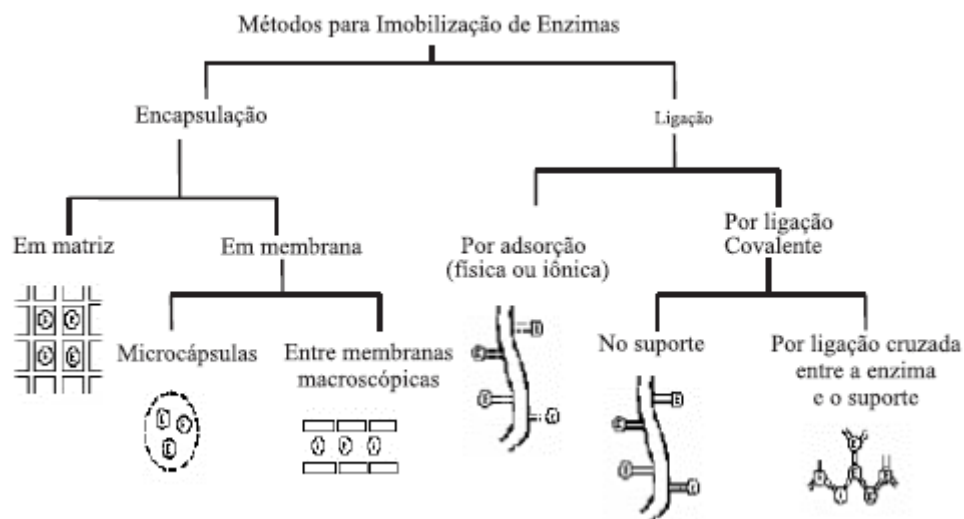 Métodos para Imobilização de Enzimas
Encapsulação
Ligação
Em matriz
Em membrana
Por adsorção
(física ou iônica)
Por ligação
Covalente
Microcápsulas
Entre membranas
macroscópicas
No suporte
Por ligação cruzada
entre a enzima
e o suporte